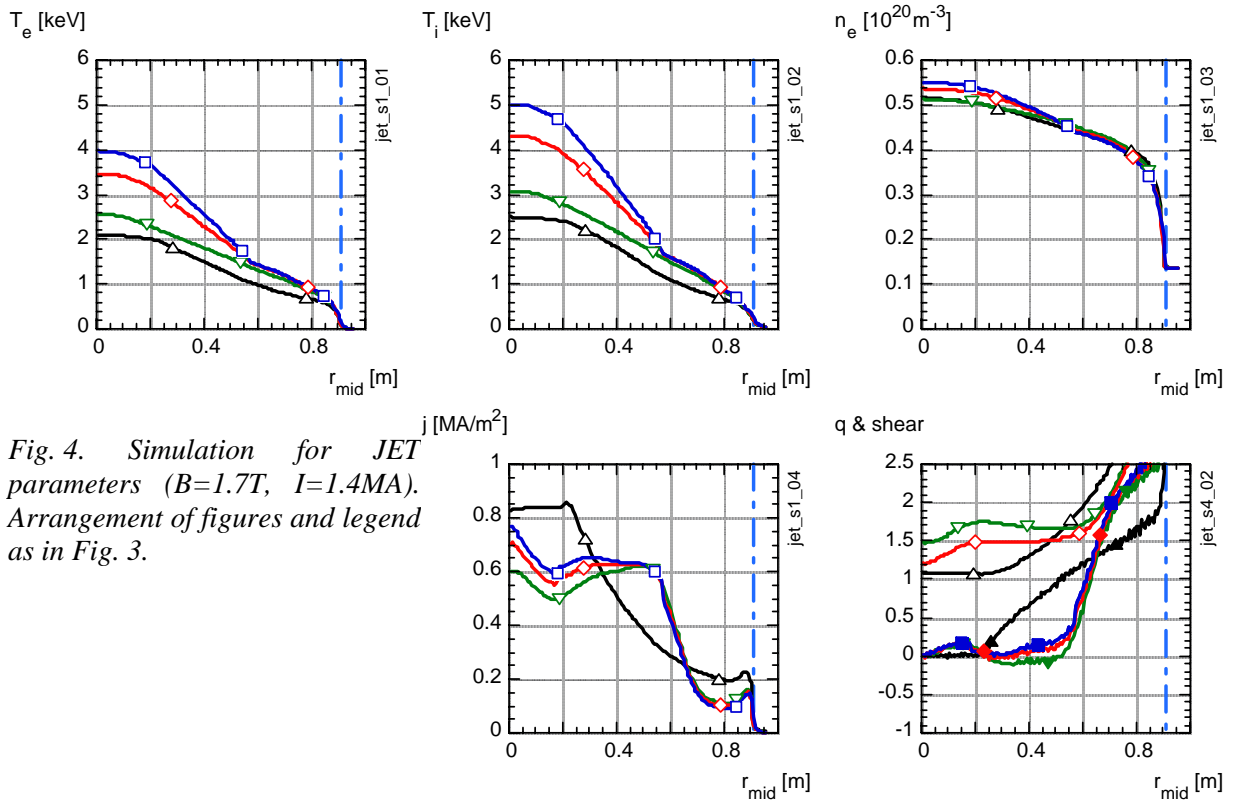 T_e [keV]
T_i [keV]
n_e [10^20 m^-3]
6
5
4
3
2
1
0
0
0.4
0.8
r_mid [m]
jet_s1_01
6
5
4
3
2
1
0
0
0.4
0.8
r_mid [m]
jet_s1_02
0.6
0.5
0.4
0.3
0.2
0.1
0
0
0.4
0.8
r_mid [m]
jet_s1_03
Fig. 4. Simulation for JET
parameters (B=1.7T, I=1.4MA).
Arrangement of figures and legend
as in Fig. 3.
j [MA/m^2]
q & shear
1
0.8
0.6
0.4
0.2
0
0
0.4
0.8
r_mid [m]
jet_s1_04
2.5
2
1.5
1
0.5
0
-0.5
-1
0
0.4
0.8
r_mid [m]
jet_s4_02